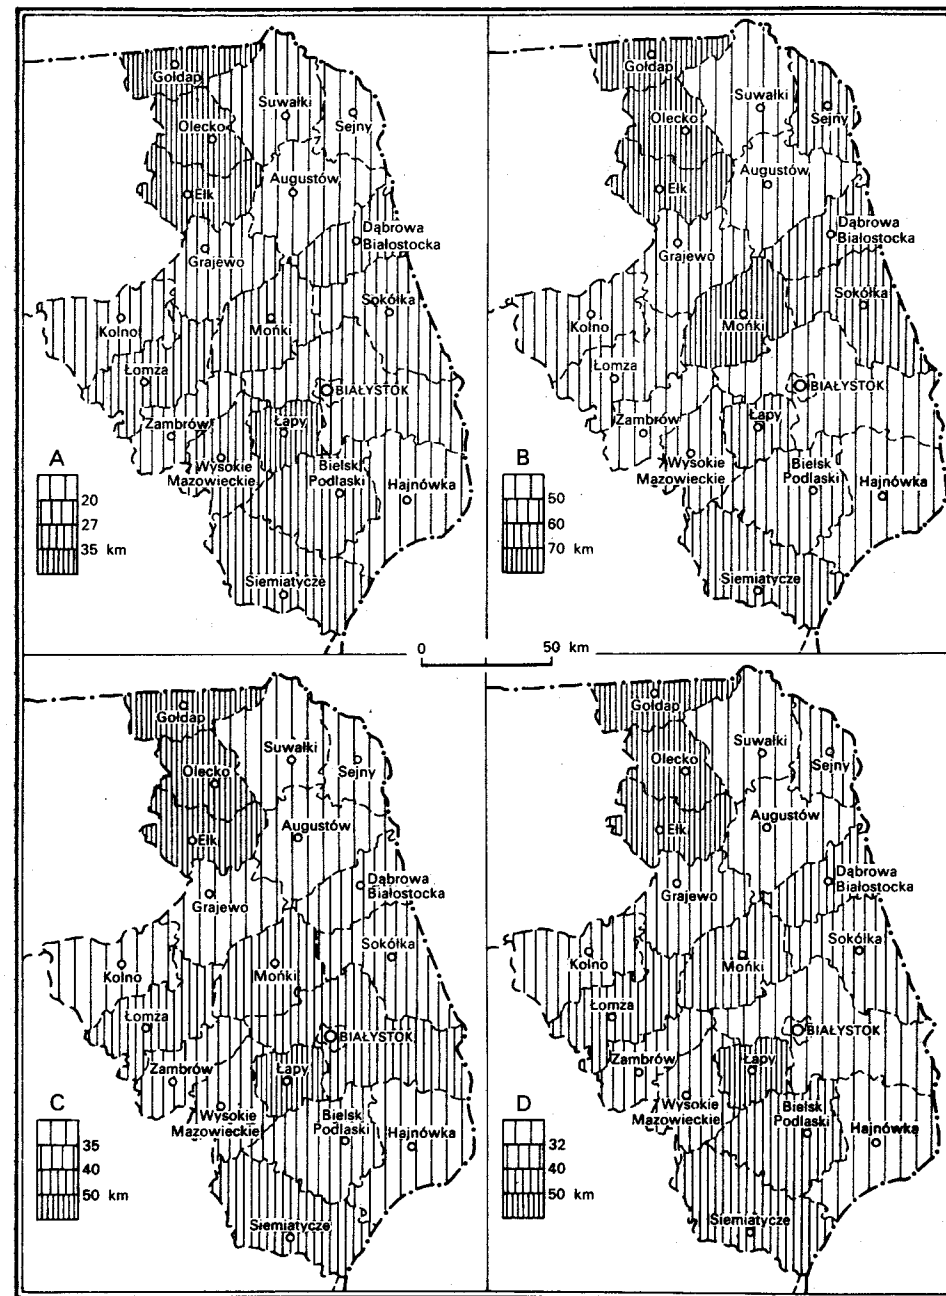 Gołdap
Suwałki
Sejny
Olecko
Augustów
Ełk
Dąbrowa
Białostocka
Grajewo
Sokółka
Kolno
Mońki
Łomza
BIAŁYSTOK
Zambrów
Łapy
Wysokie
Mazowieckie
Bielsk
Podlaski
Hajnówka
Siemiatycze
A
20
27
35 km
Gołdap
Suwałki
Sejny
Olecko
Augustów
Ełk
Dąbrowa
Białostocka
Grajewo
Sokółka
Kolno
Mońki
Łomza
BIAŁYSTOK
Zambrów
Łapy
Wysokie
Mazowieckie
Bielsk
Podlaski
Hajnówka
Siemiatycze
B
50
60
70 km
0 50 km
Gołdap
Suwałki
Sejny
Olecko
Augustów
Ełk
Dąbrowa
Białostocka
Grajewo
Sokółka
Kolno
Mońki
Łomza
BIAŁYSTOK
Zambrów
Łapy
Wysokie
Mazowieckie
Bielsk
Podlaski
Hajnówka
Siemiatycze
C
35
40
50 km
Gołdap
Suwałki
Sejny
Olecko
Augustów
Ełk
Dąbrowa
Białostocka
Grajewo
Sokółka
Kolno
Mońki
Łomza
BIAŁYSTOK
Zambrów
Łapy
Wysokie
Mazowieckie
Bielsk
Podlaski
Hajnówka
Siemiatycze
D
32
40
50 km